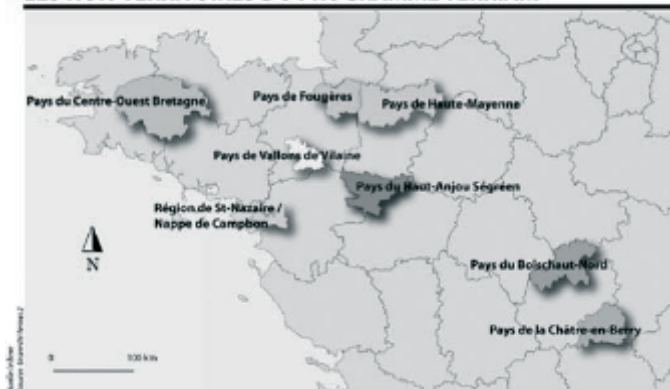 Pays du Centre-Ouest Bretagne
Pays de Fougères
Pays de Haute-Mayenne
Pays de Vallons de Vilaine
Pays du Haut-Anjou Ségréen
Région de St-Nazaire /
Nappe de Campbon
N
Pays du Boischaut-Nord
Pays de la Châtre-en-Berry
0 100 km